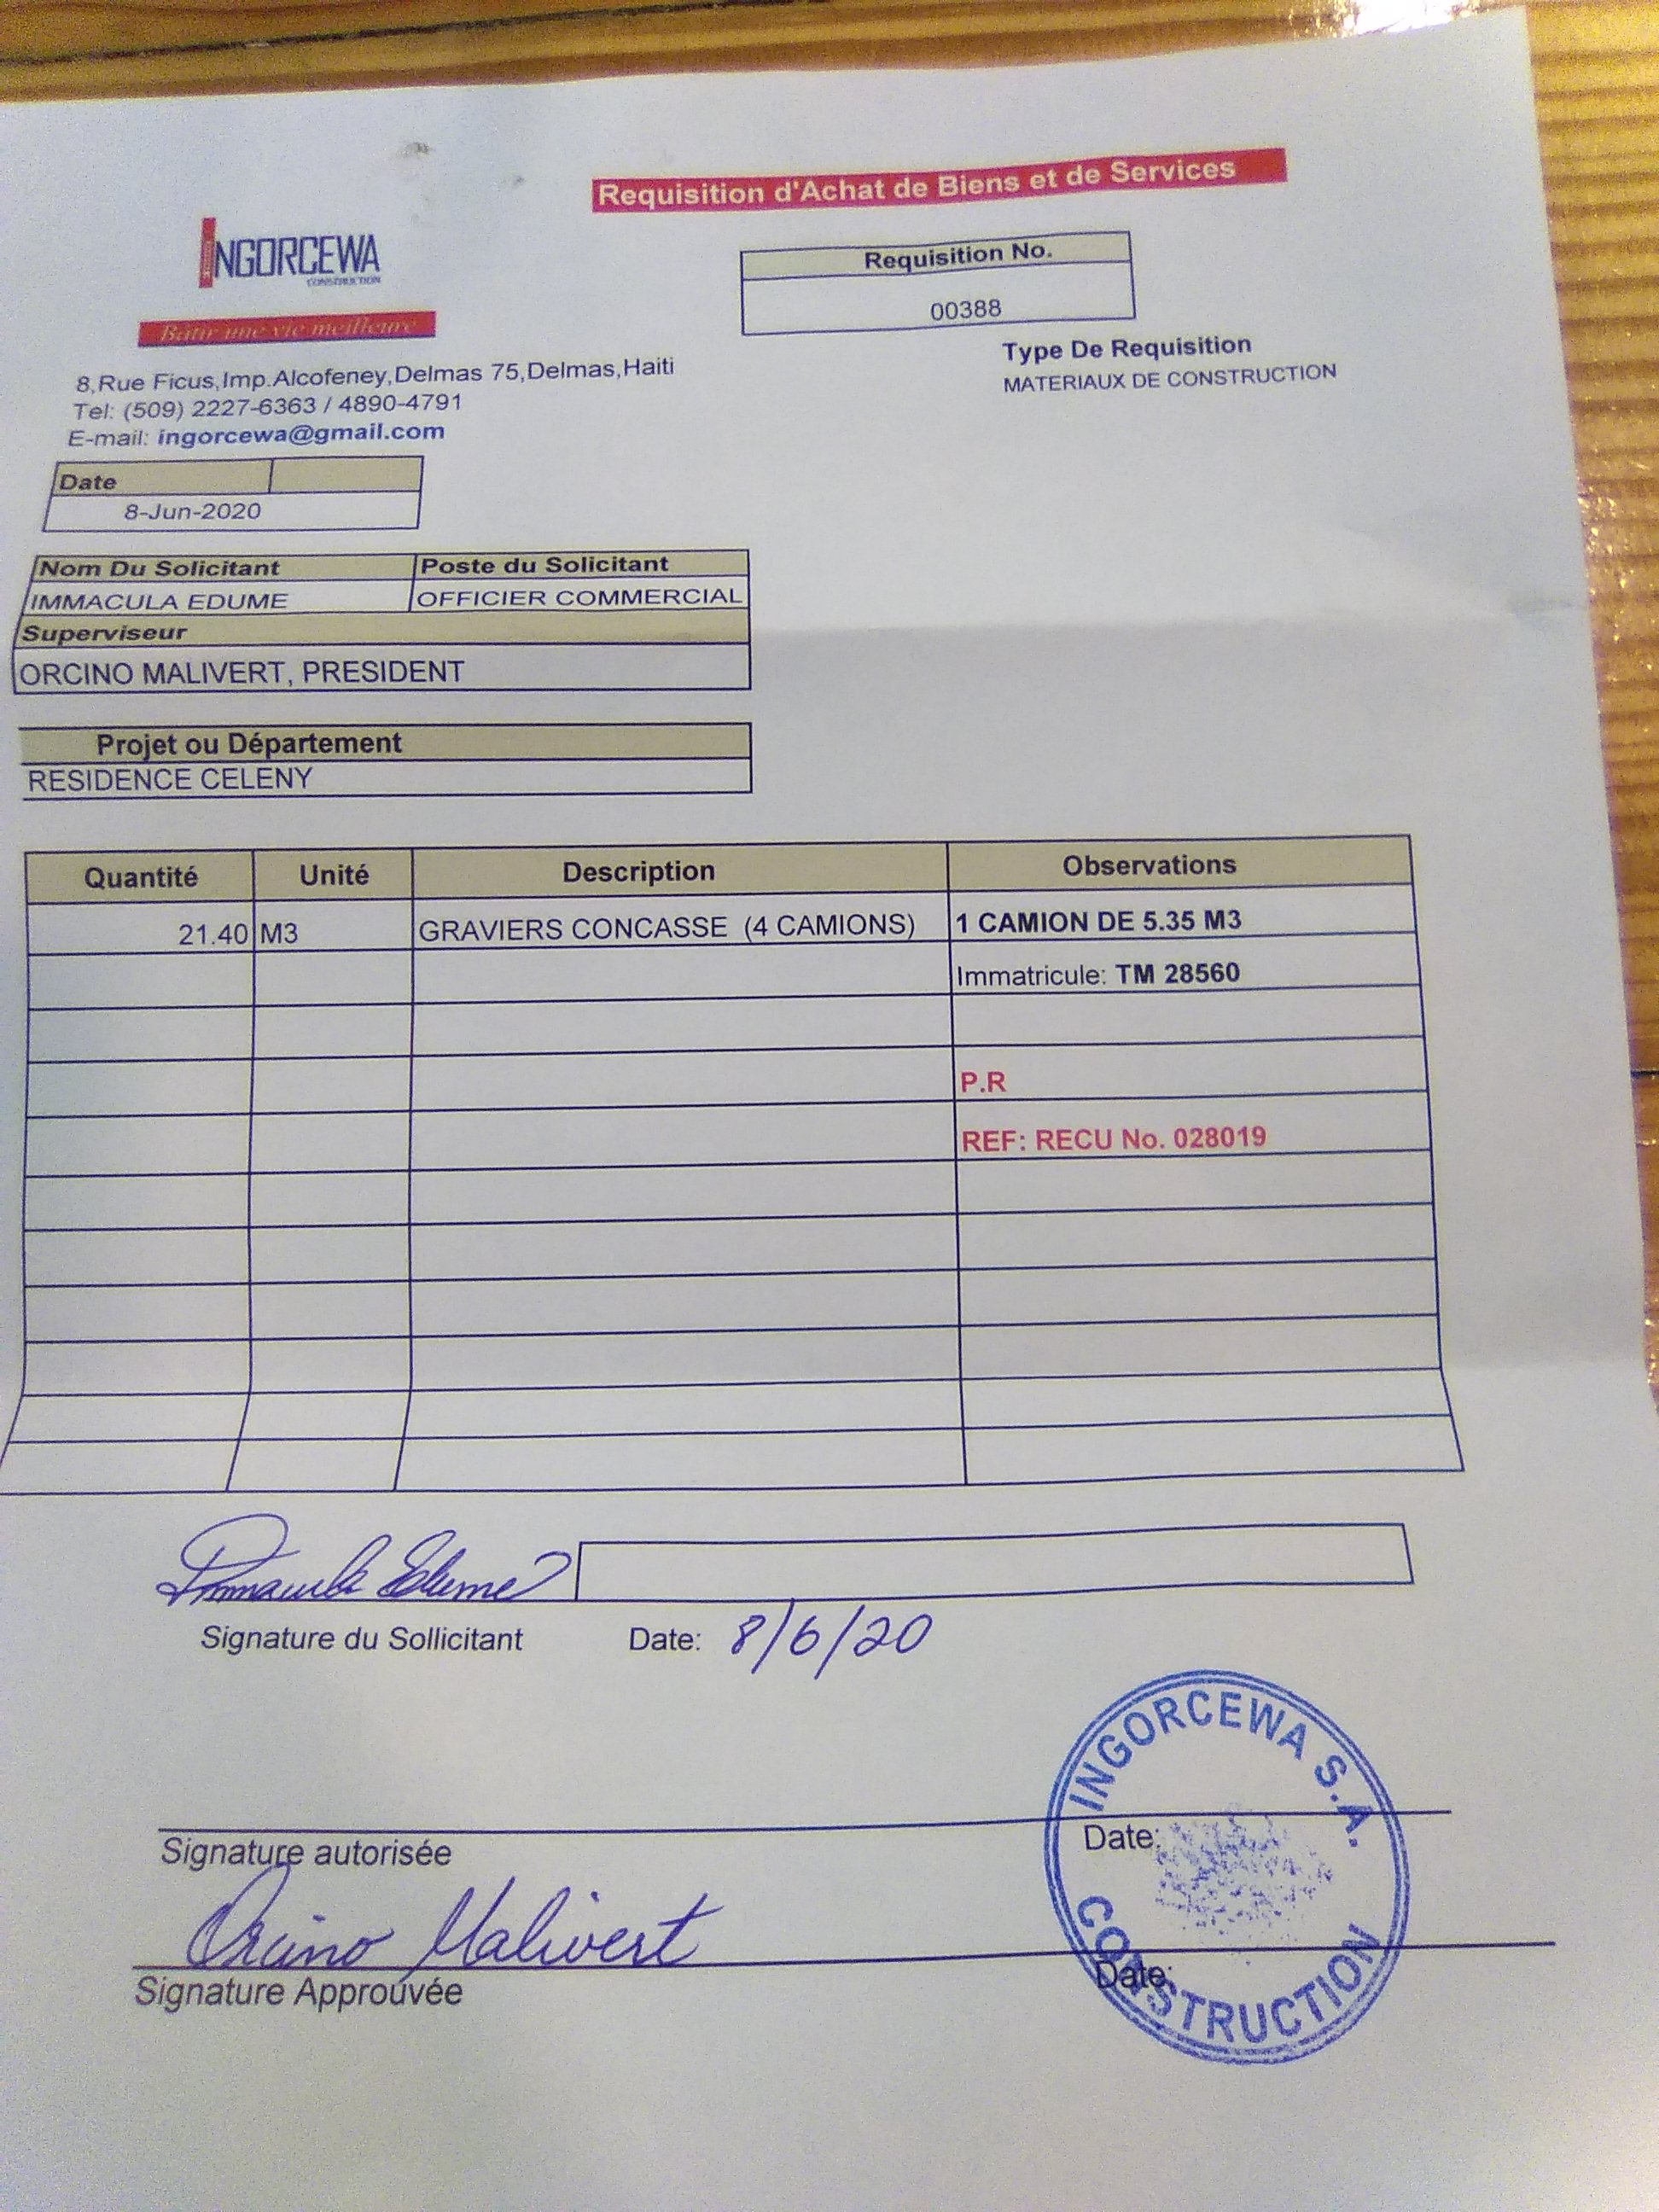 Requisition d'Achat de Biens et de Services
INGORCEWA
CONSTRUCTION
Bâtir une vie meilleure
Requisition No.
00388
Type De Requisition
MATERIAUX DE CONSTRUCTION
8,Rue Ficus,Imp.Alcofeney,Delmas 75,Delmas,Haiti
Tel: (509) 2227-6363 / 4890-4791
E-mail: ingorcewa@gmail.com
Date
8-Jun-2020
Nom Du Solicitant Poste du Solicitant
IMMACULA EDUME OFFICIER COMMERCIAL
Superviseur
ORCINO MALIVERT, PRESIDENT
Projet ou Département
RESIDENCE CELENY
Quantité Unité Description Observations
21.40 M3 GRAVIERS CONCASSE (4 CAMIONS) 1 CAMION DE 5.35 M3
Immatricule: TM 28560
P.R
REF: RECU No. 028019
Immacula Edume
Signature du Sollicitant Date: 8/6/20
Signature autorisée Date:
Orcino Malivert
Signature Approuvée Date:
INGORCEWA S.A.
CONSTRUCTION